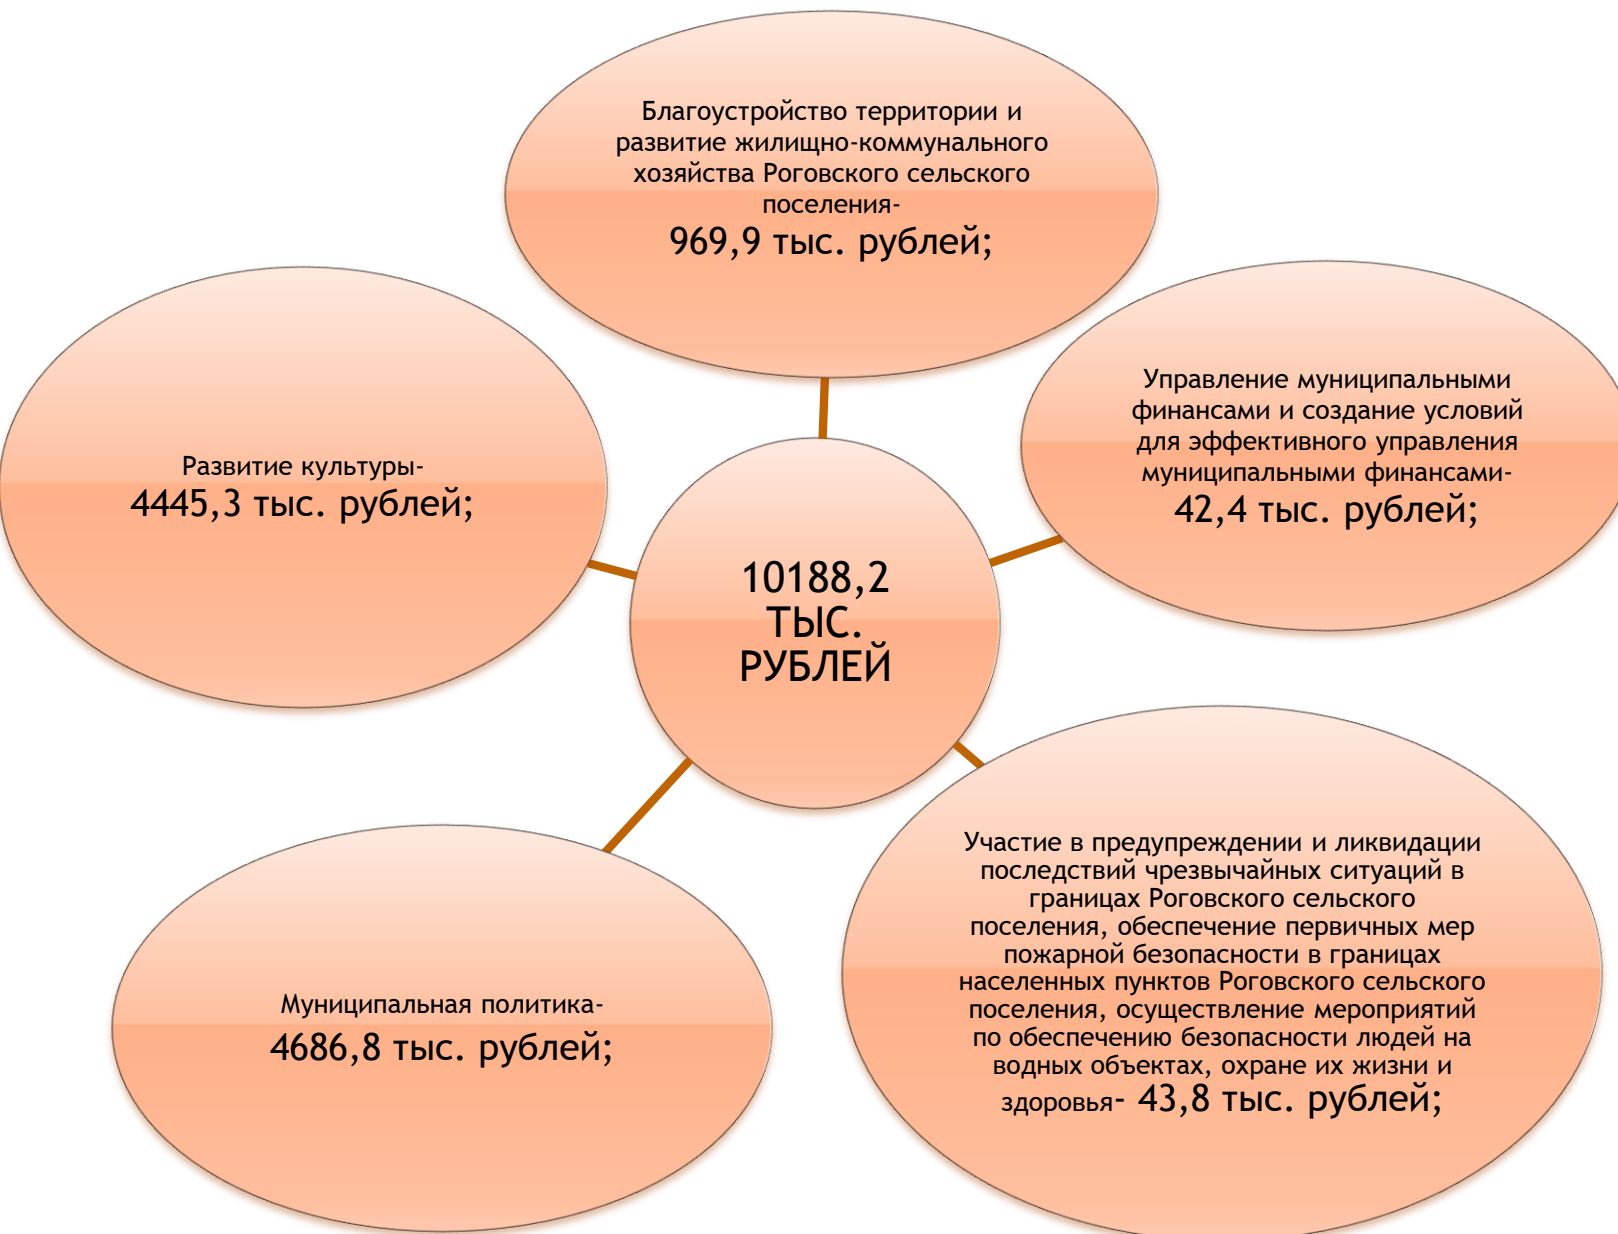 Благоустройство территории и
развитие жилищно-коммунального
хозяйства Роговского сельского
поселения-
969,9 тыс. рублей;
Управление муниципальными
финансами и создание условий
для эффективного управления
муниципальными финансами-
42,4 тыс. рублей;
Развитие культуры-
4445,3 тыс. рублей;
10188,2
ТЫС.
РУБЛЕЙ
Участие в предупреждении и ликвидации
последствий чрезвычайных ситуаций в
границах Роговского сельского
поселения, обеспечение первичных мер
пожарной безопасности в границах
населенных пунктов Роговского сельского
поселения, осуществление мероприятий
по обеспечению безопасности людей на
водных объектах, охране их жизни и
здоровья- 43,8 тыс. рублей;
Муниципальная политика-
4686,8 тыс. рублей;